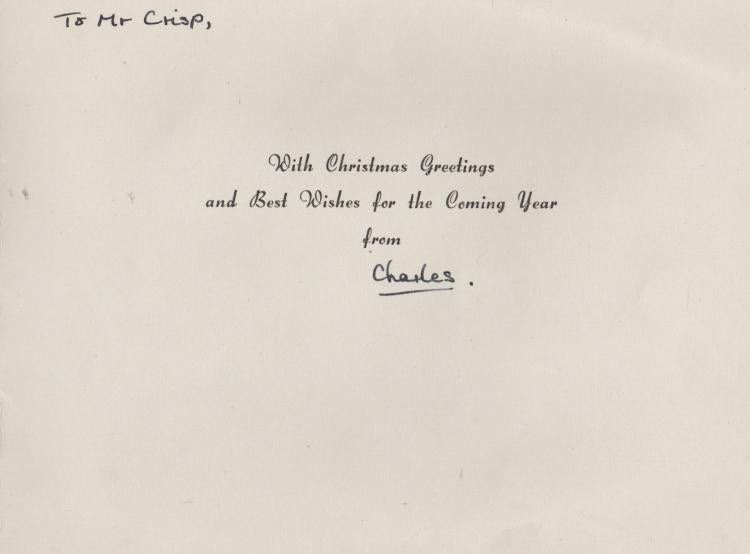 To Mr Crisp,
With Christmas Greetings
and Best Wishes for the Coming Year
from
Charles.